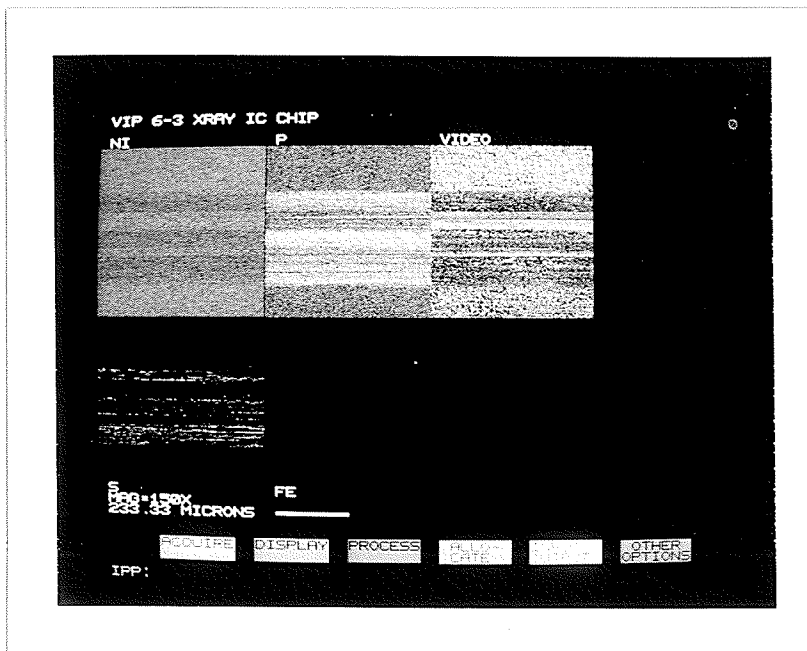 VIP 6-3 XRAY IC CHIP
0
NI P VIDEO
S
MAG=150X FE
233.33 MICRONS
ACQUIRE DISPLAY PROCESS OTHER
OPTIONS
IPP: